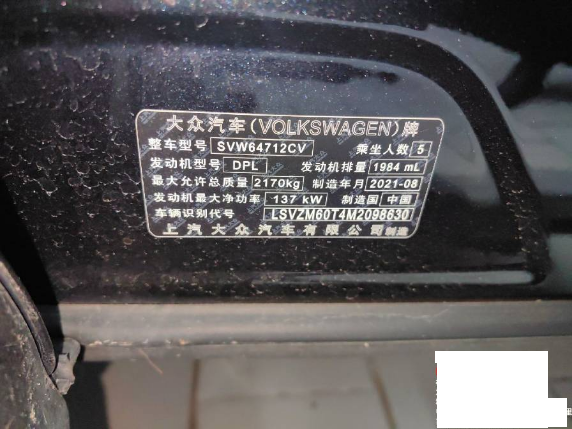 大众汽车(VOLKSWAGEN)牌
整车型号 SVW64712CV 乘坐人数 5
发动机型号 DPL 发动机排量 1984 mL
最大允许总质量 2170kg 制造年月 2021-08
发动机最大净功率 137 kW 制造国 中国
车辆识别代号 LSVZM60T4M2098630
上汽大众汽车有限公司制造